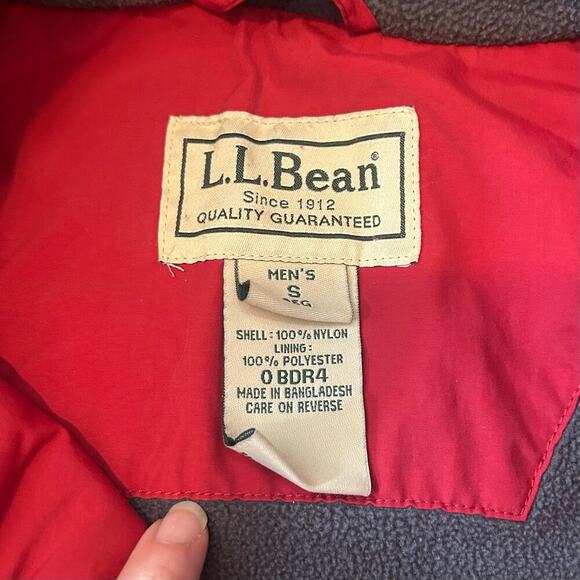 L.L.Bean®
Since 1912
QUALITY GUARANTEED
MEN'S
S
REG
SHELL: 100% NYLON
LINING:
100% POLYESTER
0 BDR4
MADE IN BANGLADESH
CARE ON REVERSE